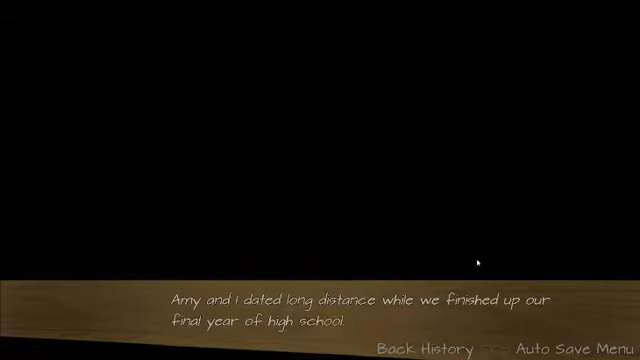 Amy and I dated long distance while we finished up our
final year of high school.
Back History Auto Save Menu